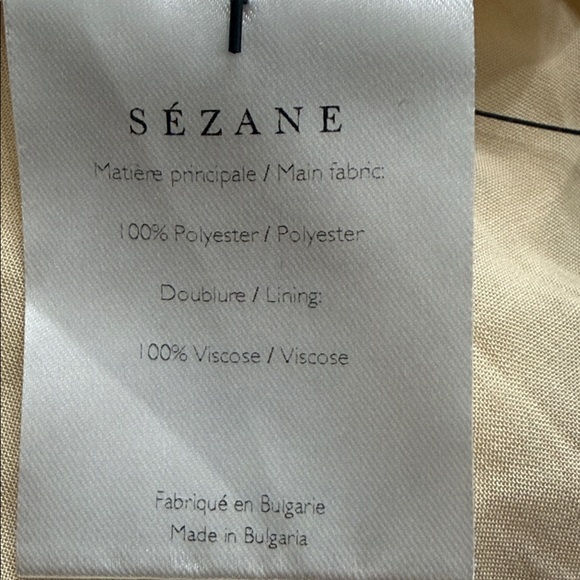 SÉZANE
Matière principale / Main fabric:
100% Polyester / Polyester
Doublure / Lining:
100% Viscose / Viscose
Fabriqué en Bulgarie
Made in Bulgaria